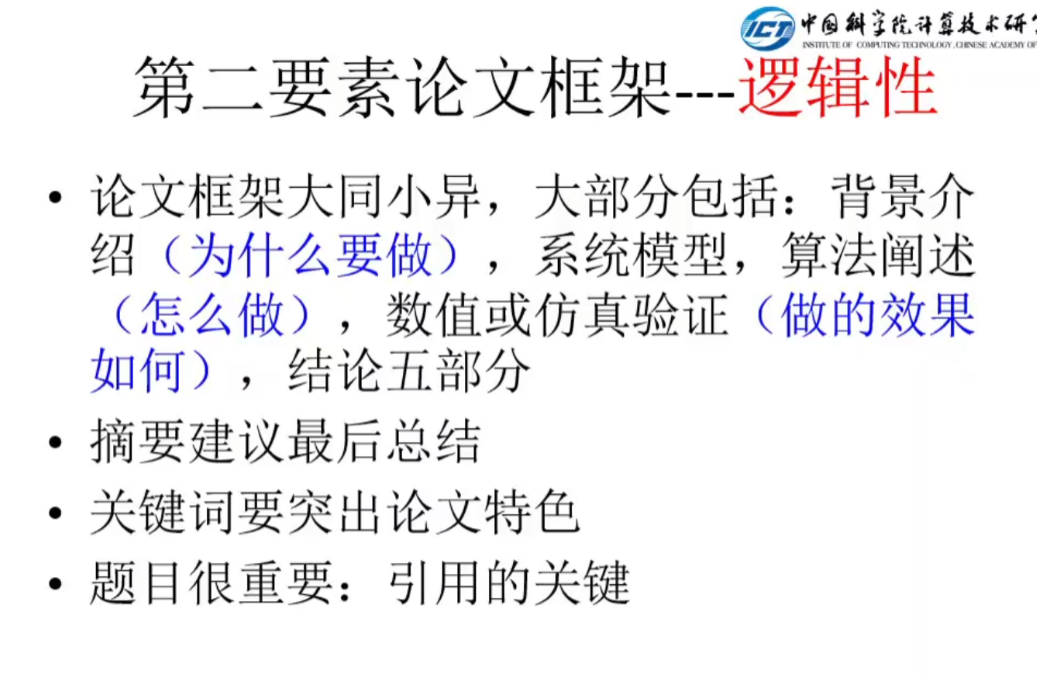 中国科学院计算技术研
INSTITUTE OF COMPUTING TECHNOLOGY, CHINESE ACADEMY OF
ICT
第二要素论文框架---逻辑性
• 论文框架大同小异，大部分包括：背景介
绍（为什么要做），系统模型，算法阐述
（怎么做），数值或仿真验证（做的效果
如何），结论五部分
• 摘要建议最后总结
• 关键词要突出论文特色
• 题目很重要：引用的关键